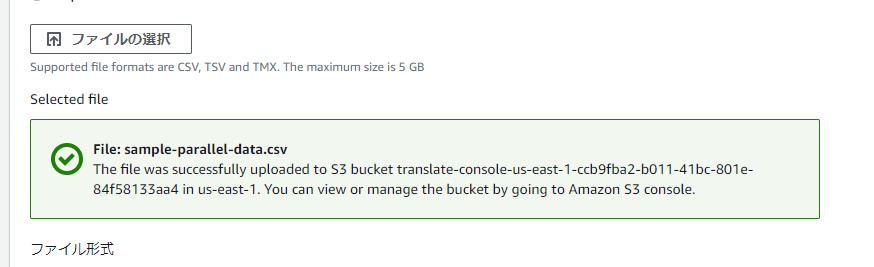 ファイルの選択
Supported file formats are CSV, TSV and TMX. The maximum size is 5 GB
Selected file
File: sample-parallel-data.csv
The file was successfully uploaded to S3 bucket translate-console-us-east-1-ccb9fba2-b011-41bc-801e-
84f58133aa4 in us-east-1. You can view or manage the bucket by going to Amazon S3 console.
ファイル形式